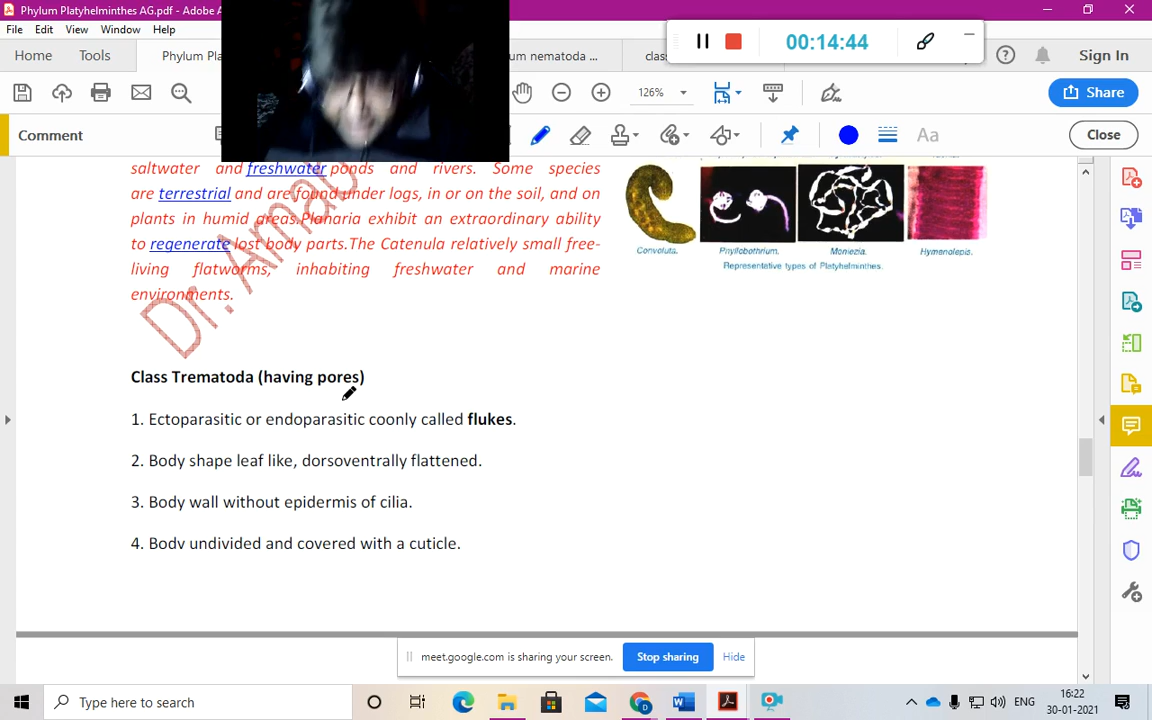 Phylum Platyhelminthes AG.pdf - Adobe A
00:14:44
File Edit View Window Help
Home Tools Phylum Pla um nematoda ... clas Sign In
126% Share
Comment Aa Close
saltwater and freshwater ponds and rivers. Some species
are terrestrial and are found under logs, in or on the soil, and on
plants in humid areas.Planaria exhibit an extraordinary ability
to regenerate lost body parts.The Catenula relatively small free-
living flatworms, inhabiting freshwater and marine
environments.
Convoluta. Phyllobothrium. Moniezia. Hymenolepis.
Representative types of Platyhelminthes.
Dr. Arnab
Class Trematoda (having pores)
1. Ectoparasitic or endoparasitic coonly called flukes.
2. Body shape leaf like, dorsoventrally flattened.
3. Body wall without epidermis of cilia.
4. Body undivided and covered with a cuticle.
meet.google.com is sharing your screen. Stop sharing Hide
Type here to search
ENG
16:22
30-01-2021